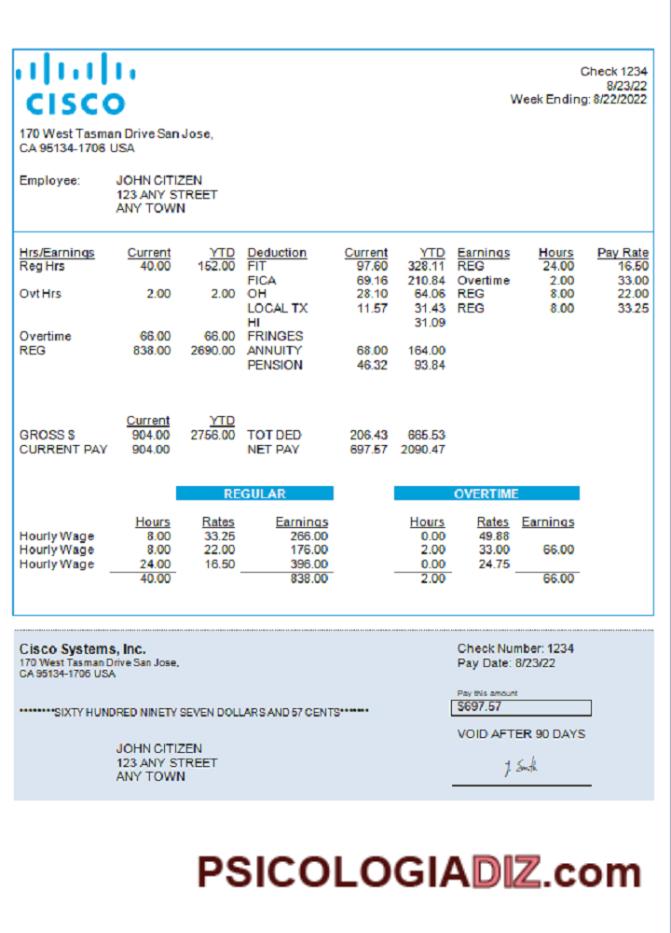 CISCO
Check 1234
8/23/22
Week Ending: 8/22/2022
170 West Tasman Drive San Jose,
CA 95134-1706 USA
Employee: JOHN CITIZEN
123 ANY STREET
ANY TOWN
Hrs/Earnings Current YTD Deduction Current YTD Earnings Hours Pay Rate
Reg Hrs 40.00 152.00 FIT 97.60 328.11 REG 24.00 16.50
FICA 69.16 210.84 Overtime 2.00 33.00
Ovt Hrs 2.00 2.00 OH 28.10 64.06 REG 8.00 22.00
LOCAL TX 11.57 31.43 REG 8.00 33.25
HI 31.09
Overtime 66.00 66.00 FRINGES
REG 838.00 2690.00 ANNUITY 68.00 164.00
PENSION 46.32 93.84
Current YTD
GROSS $ 904.00 2756.00 TOT DED 206.43 665.53
CURRENT PAY 904.00 NET PAY 697.57 2090.47
REGULAR OVERTIME
Hours Rates Earnings Hours Rates Earnings
Hourly Wage 8.00 33.25 266.00 0.00 49.88
Hourly Wage 8.00 22.00 176.00 2.00 33.00 66.00
Hourly Wage 24.00 16.50 396.00 0.00 24.75
40.00 838.00 2.00 66.00
Cisco Systems, Inc.
170 West Tasman Drive San Jose,
CA 95134-1706 USA
Check Number: 1234
Pay Date: 8/23/22
Pay this amount
$697.57
********SIXTY HUNDRED NINETY SEVEN DOLLARS AND 57 CENTS*******
VOID AFTER 90 DAYS
JOHN CITIZEN
123 ANY STREET
ANY TOWN
J. Smith
PSICOLOGIADIZ.com